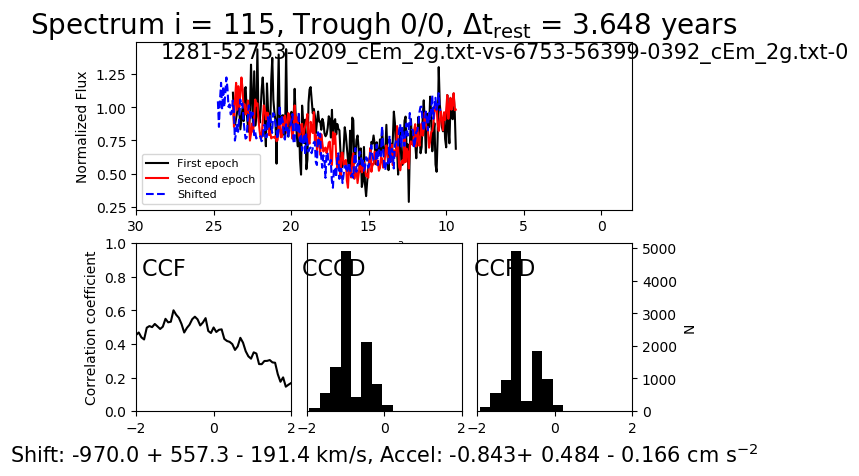 Spectrum i = 115, Trough 0/0, Δt_rest = 3.648 years
1281-52753-0209_cEm_2g.txt-vs-6753-56399-0392_cEm_2g.txt-0
Normalized Flux
1.25
1.00
0.75
0.50
0.25
First epoch
Second epoch
Shifted
30 25 20 15 10 5 0
Correlation coefficient
1.0
0.8
0.6
0.4
0.2
0.0
CCF
CCCD
CCPD
5000
4000
3000
2000
1000
0
N
−2 0 2
−2 0 2
−2 0 2
Shift: -970.0 + 557.3 - 191.4 km/s, Accel: -0.843+ 0.484 - 0.166 cm s⁻²